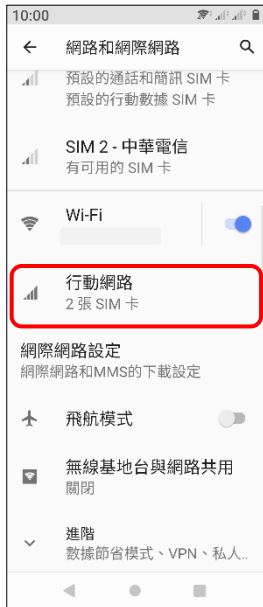 10:00
網路和網際網路
預設的通話和簡訊 SIM 卡
預設的行動數據 SIM 卡
SIM 2 - 中華電信
有可用的 SIM 卡
Wi-Fi
行動網路
2 張 SIM 卡
網際網路設定
網際網路和MMS的下載設定
飛航模式
無線基地台與網路共用
關閉
進階
數據節省模式、VPN、私人..